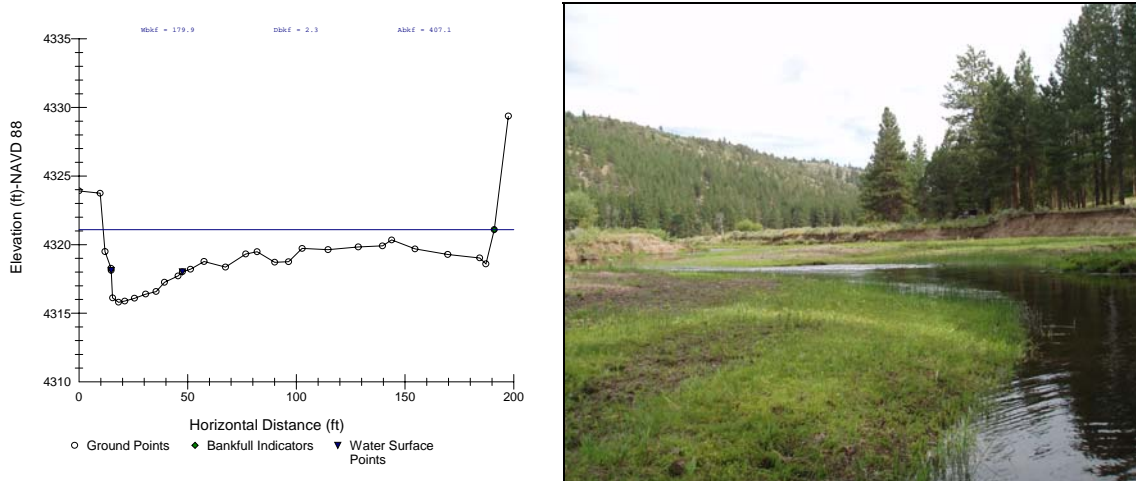 Wbkf = 179.9 Dbkf = 2.3 Abkf = 407.1
4335
4330
4325
4320
4315
4310
Elevation (ft)-NAVD 88
0 50 100 150 200
Horizontal Distance (ft)
Ground Points Bankfull Indicators Water Surface
Points